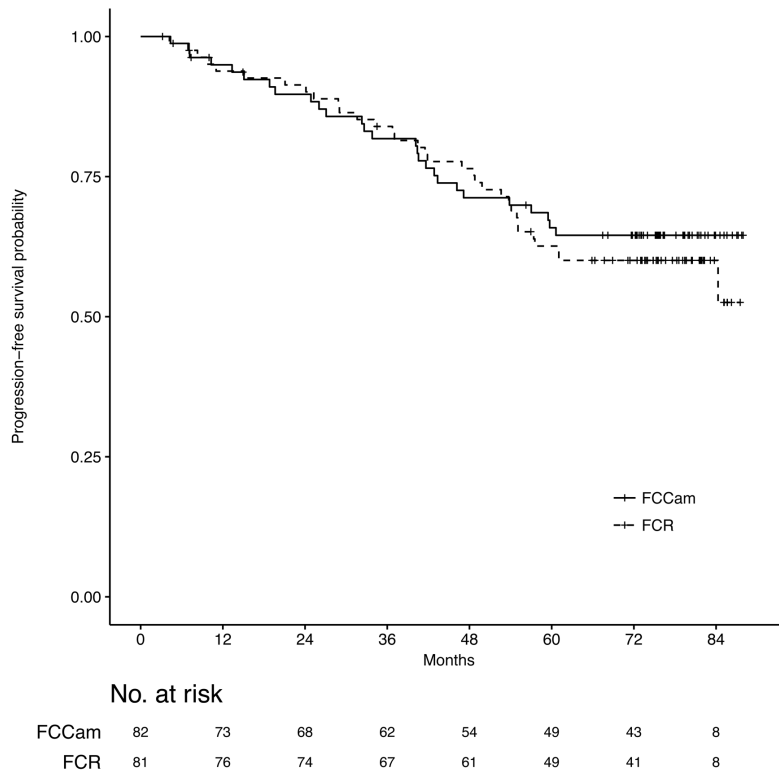 Progression−free survival probability
1.00
0.75
0.50
0.25
0.00
FCCam
FCR
0 12 24 36 48 60 72 84
Months
No. at risk
FCCam 82 73 68 62 54 49 43 8
FCR 81 76 74 67 61 49 41 8